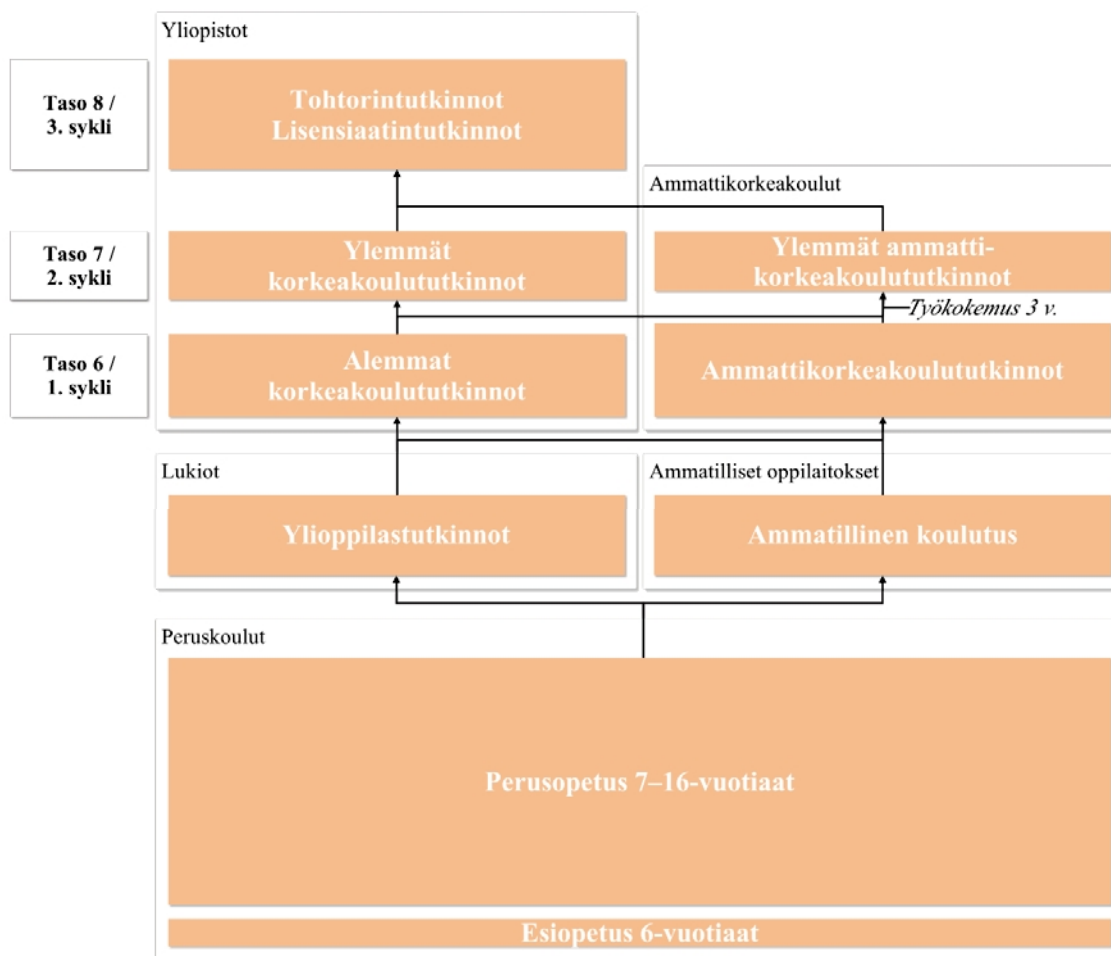 Yliopistot
Taso 8 /
3. sykli
Tohtorintutkinnot
Lisensiaatintutkinnot
Ammattikorkeakoulut
Taso 7 /
2. sykli
Ylemmät
korkeakoulututkinnot
Ylemmät ammatti-
korkeakoulututkinnot
Työkokemus 3 v.
Taso 6 /
1. sykli
Alemmat
korkeakoulututkinnot
Ammattikorkeakoulututkinnot
Lukiot
Ammatilliset oppilaitokset
Ylioppilastutkinnot
Ammatillinen koulutus
Peruskoulut
Perusopetus 7–16-vuotiaat
Esiopetus 6-vuotiaat